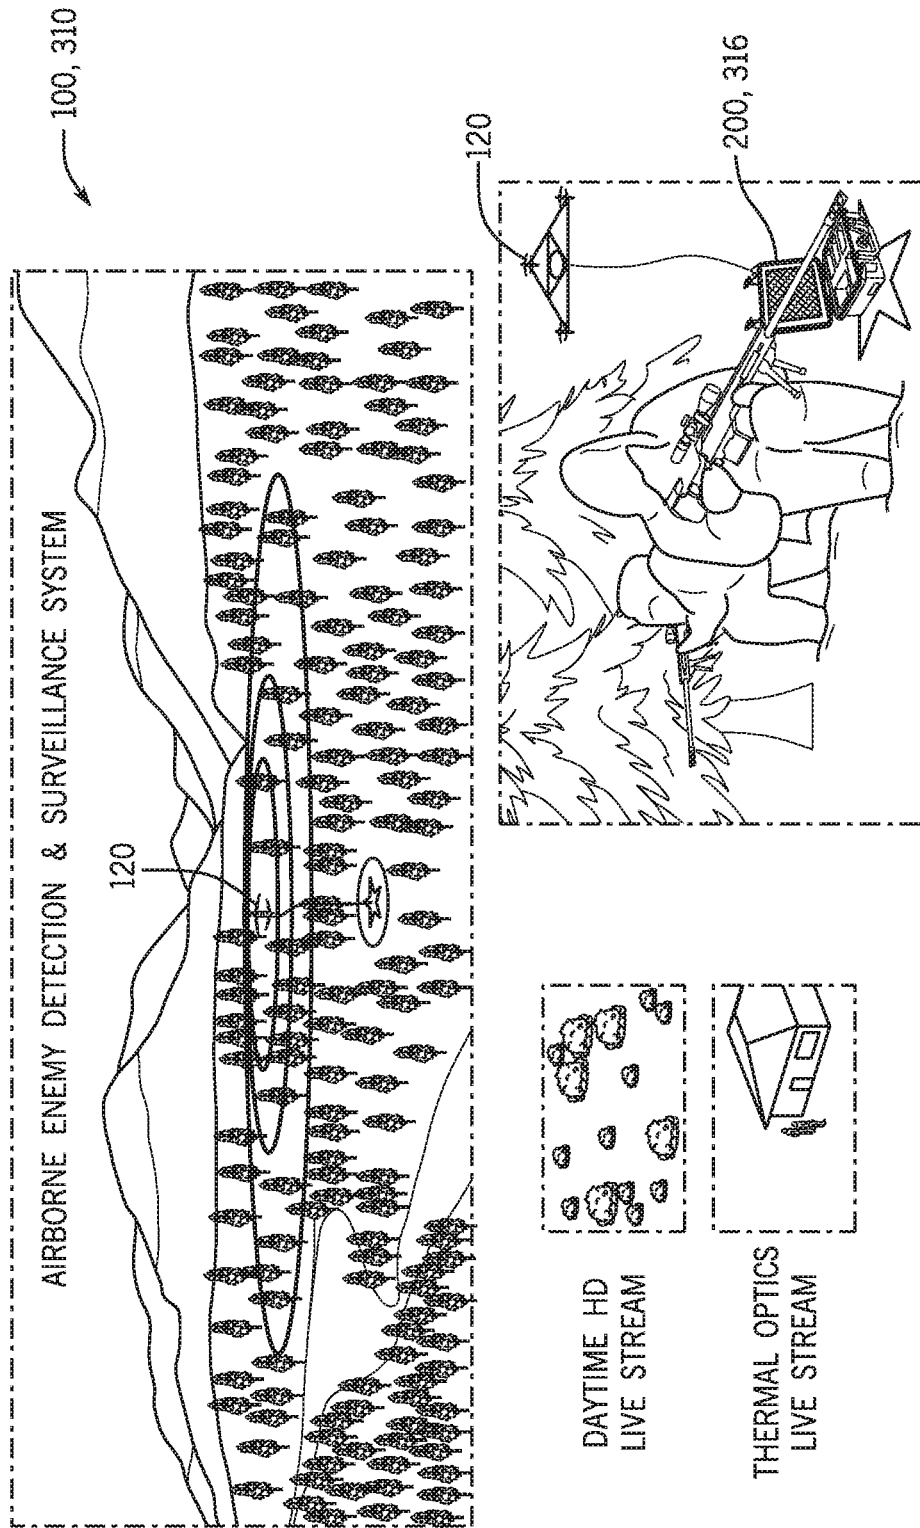 AIRBORNE ENEMY DETECTION & SURVEILLANCE SYSTEM
100, 310
120
DAYTIME HD
LIVE STREAM
THERMAL OPTICS
LIVE STREAM
120
200, 316